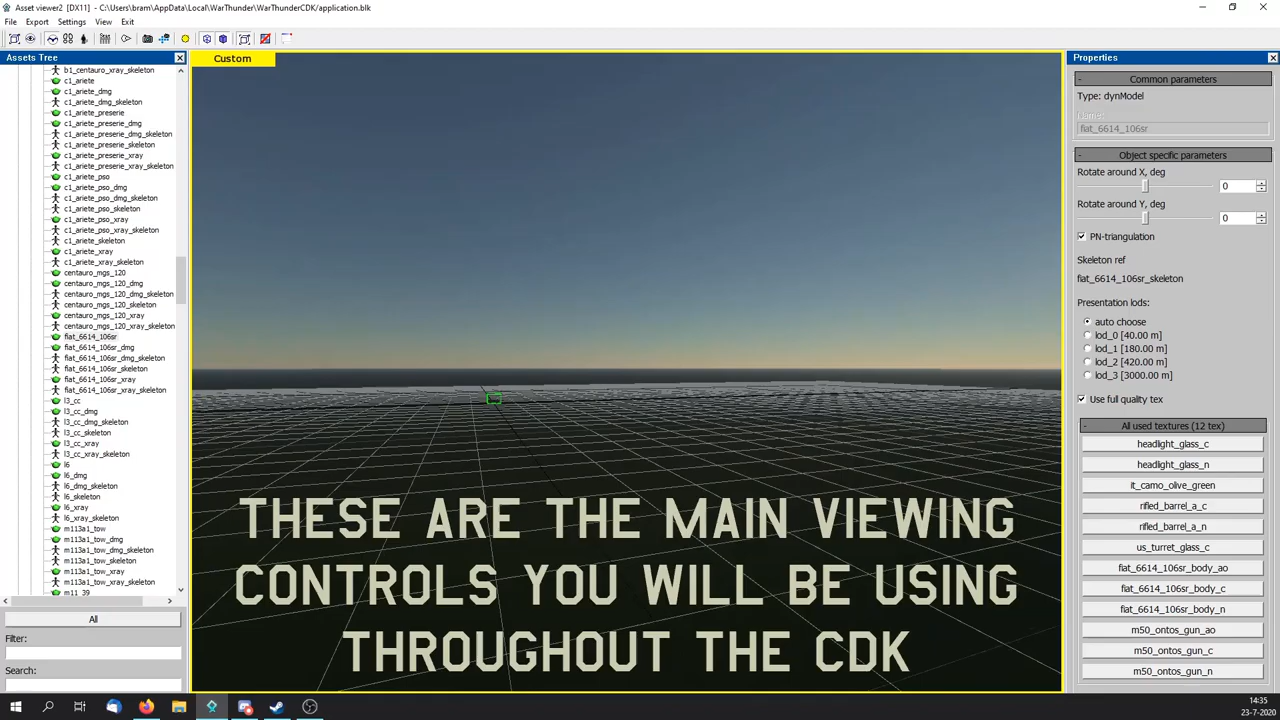 Asset viewer2 [DX11] - C:/Users/bram/AppData/Local/WarThunder/WarThunderCDK/application.blk
File Export Settings View Exit
Assets Tree
b1_centauro_xray_skeleton
c1_ariete
c1_ariete_dmg
c1_ariete_dmg_skeleton
c1_ariete_preserie
c1_ariete_preserie_dmg
c1_ariete_preserie_dmg_skeleton
c1_ariete_preserie_skeleton
c1_ariete_preserie_xray
c1_ariete_preserie_xray_skeleton
c1_ariete_pso
c1_ariete_pso_dmg
c1_ariete_pso_dmg_skeleton
c1_ariete_pso_skeleton
c1_ariete_pso_xray
c1_ariete_pso_xray_skeleton
c1_ariete_skeleton
c1_ariete_xray
c1_ariete_xray_skeleton
centauro_mgs_120
centauro_mgs_120_dmg
centauro_mgs_120_dmg_skeleton
centauro_mgs_120_skeleton
centauro_mgs_120_xray
centauro_mgs_120_xray_skeleton
fiat_6614_106sr
fiat_6614_106sr_dmg
fiat_6614_106sr_dmg_skeleton
fiat_6614_106sr_skeleton
fiat_6614_106sr_xray
fiat_6614_106sr_xray_skeleton
l3_cc
l3_cc_dmg
l3_cc_dmg_skeleton
l3_cc_skeleton
l3_cc_xray
l3_cc_xray_skeleton
l6
l6_dmg
l6_dmg_skeleton
l6_skeleton
l6_xray
l6_xray_skeleton
m113a1_tow
m113a1_tow_dmg
m113a1_tow_dmg_skeleton
m113a1_tow_skeleton
m113a1_tow_xray
m113a1_tow_xray_skeleton
m11_39
All
Filter:
Search:
Custom
THESE ARE THE MAIN VIEWING
CONTROLS YOU WILL BE USING
THROUGHOUT THE CDK
Properties
Common parameters
Type: dynModel
Name:
fiat_6614_106sr
Object specific parameters
Rotate around X, deg
0
Rotate around Y, deg
0
PN-triangulation
Skeleton ref
fiat_6614_106sr_skeleton
Presentation lods:
auto choose
lod_0 [40.00 m]
lod_1 [180.00 m]
lod_2 [420.00 m]
lod_3 [3000.00 m]
Use full quality tex
All used textures (12 tex)
headlight_glass_c
headlight_glass_n
it_camo_olive_green
rifled_barrel_a_c
rifled_barrel_a_n
us_turret_glass_c
fiat_6614_106sr_body_ao
fiat_6614_106sr_body_c
fiat_6614_106sr_body_n
m50_ontos_gun_ao
m50_ontos_gun_c
m50_ontos_gun_n
14:35
23-7-2020